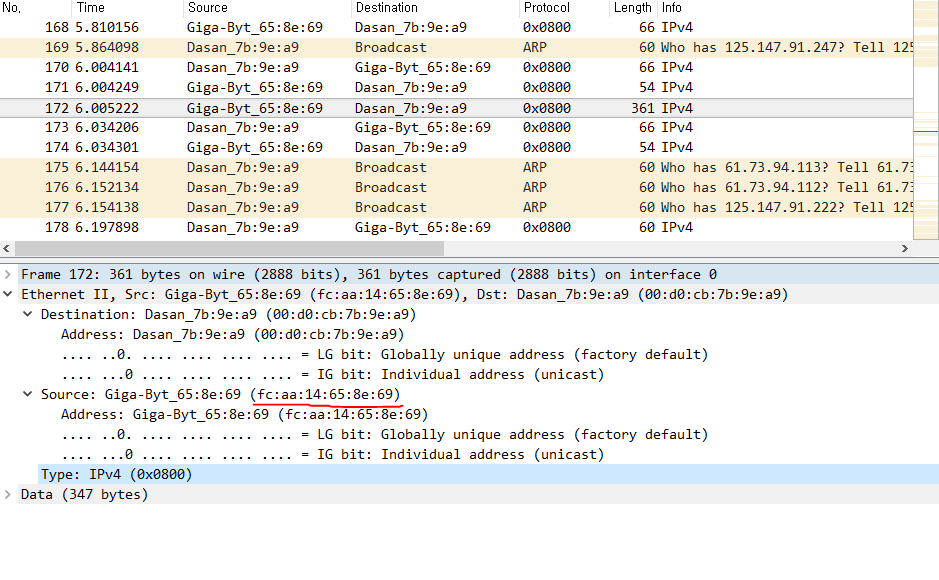 No. Time Source Destination Protocol Length Info
168 5.810156 Giga-Byt_65:8e:69 Dasan_7b:9e:a9 0x0800 66 IPv4
169 5.864098 Dasan_7b:9e:a9 Broadcast ARP 60 Who has 125.147.91.247? Tell 125
170 6.004141 Dasan_7b:9e:a9 Giga-Byt_65:8e:69 0x0800 66 IPv4
171 6.004249 Giga-Byt_65:8e:69 Dasan_7b:9e:a9 0x0800 54 IPv4
172 6.005222 Giga-Byt_65:8e:69 Dasan_7b:9e:a9 0x0800 361 IPv4
173 6.034206 Dasan_7b:9e:a9 Giga-Byt_65:8e:69 0x0800 66 IPv4
174 6.034301 Giga-Byt_65:8e:69 Dasan_7b:9e:a9 0x0800 54 IPv4
175 6.144154 Dasan_7b:9e:a9 Broadcast ARP 60 Who has 61.73.94.113? Tell 61.73
176 6.152134 Dasan_7b:9e:a9 Broadcast ARP 60 Who has 61.73.94.112? Tell 61.73
177 6.154138 Dasan_7b:9e:a9 Broadcast ARP 60 Who has 125.147.91.222? Tell 125
178 6.197898 Dasan_7b:9e:a9 Giga-Byt_65:8e:69 0x0800 60 IPv4
Frame 172: 361 bytes on wire (2888 bits), 361 bytes captured (2888 bits) on interface 0
Ethernet II, Src: Giga-Byt_65:8e:69 (fc:aa:14:65:8e:69), Dst: Dasan_7b:9e:a9 (00:d0:cb:7b:9e:a9)
Destination: Dasan_7b:9e:a9 (00:d0:cb:7b:9e:a9)
Address: Dasan_7b:9e:a9 (00:d0:cb:7b:9e:a9)
.... ..0. .... .... .... .... = LG bit: Globally unique address (factory default)
.... ...0 .... .... .... .... = IG bit: Individual address (unicast)
Source: Giga-Byt_65:8e:69 (fc:aa:14:65:8e:69)
Address: Giga-Byt_65:8e:69 (fc:aa:14:65:8e:69)
.... ..0. .... .... .... .... = LG bit: Globally unique address (factory default)
.... ...0 .... .... .... .... = IG bit: Individual address (unicast)
Type: IPv4 (0x0800)
Data (347 bytes)